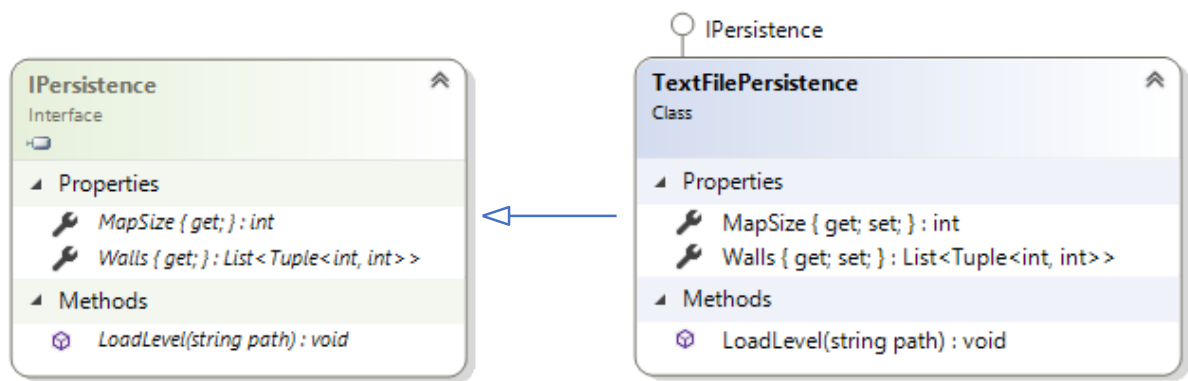 IPersistence
Interface
Properties
MapSize { get; } : int
Walls { get; } : List<Tuple<int, int>>
Methods
LoadLevel(string path) : void
IPersistence
TextFilePersistence
Class
Properties
MapSize { get; set; } : int
Walls { get; set; } : List<Tuple<int, int>>
Methods
LoadLevel(string path) : void